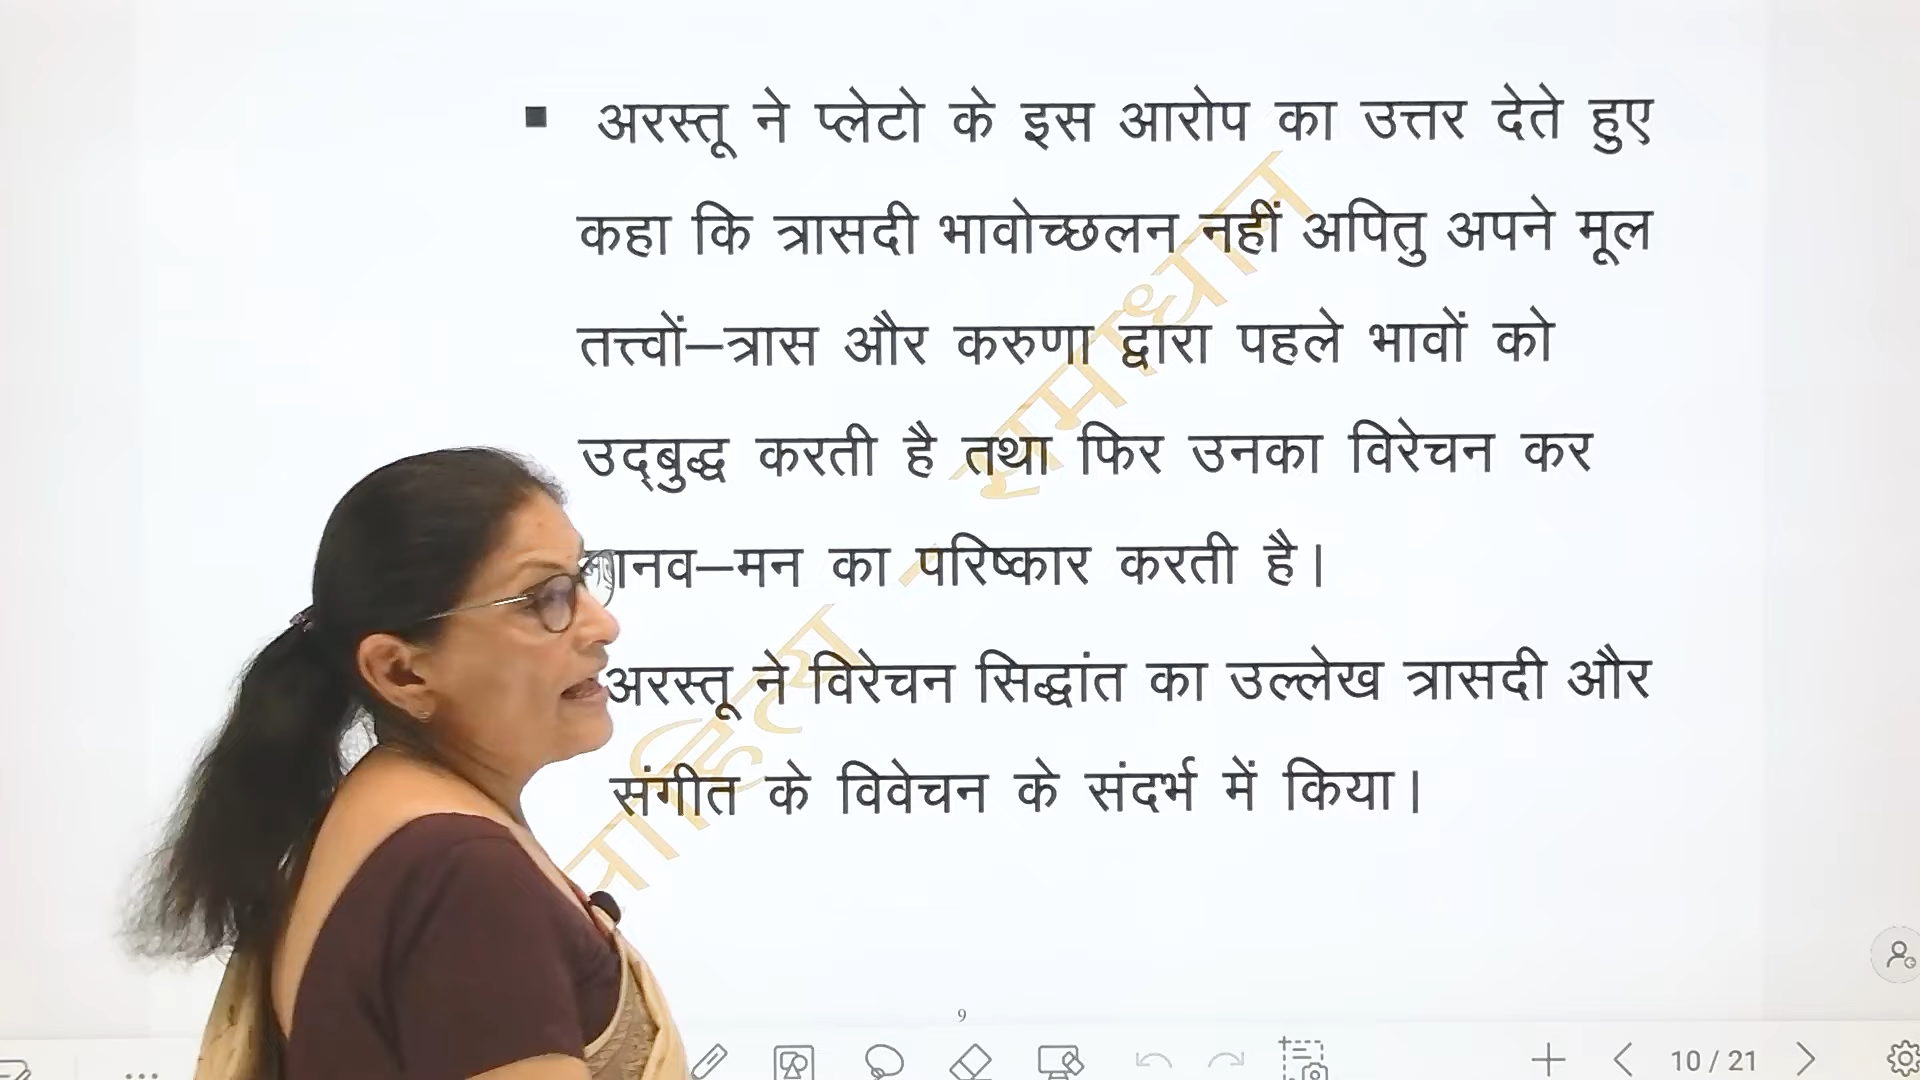 ▪ अरस्तू ने प्लेटो के इस आरोप का उत्तर देते हुए
कहा कि त्रासदी भावोच्छलन नहीं अपितु अपने मूल
तत्त्वों–त्रास और करुणा द्वारा पहले भावों को
उद्‌बुद्ध करती है तथा फिर उनका विरेचन कर
मानव–मन का परिष्कार करती है।
अरस्तू ने विरेचन सिद्धांत का उल्लेख त्रासदी और
संगीत के विवेचन के संदर्भ में किया।
साहित्य - समाधान
9
10 / 21